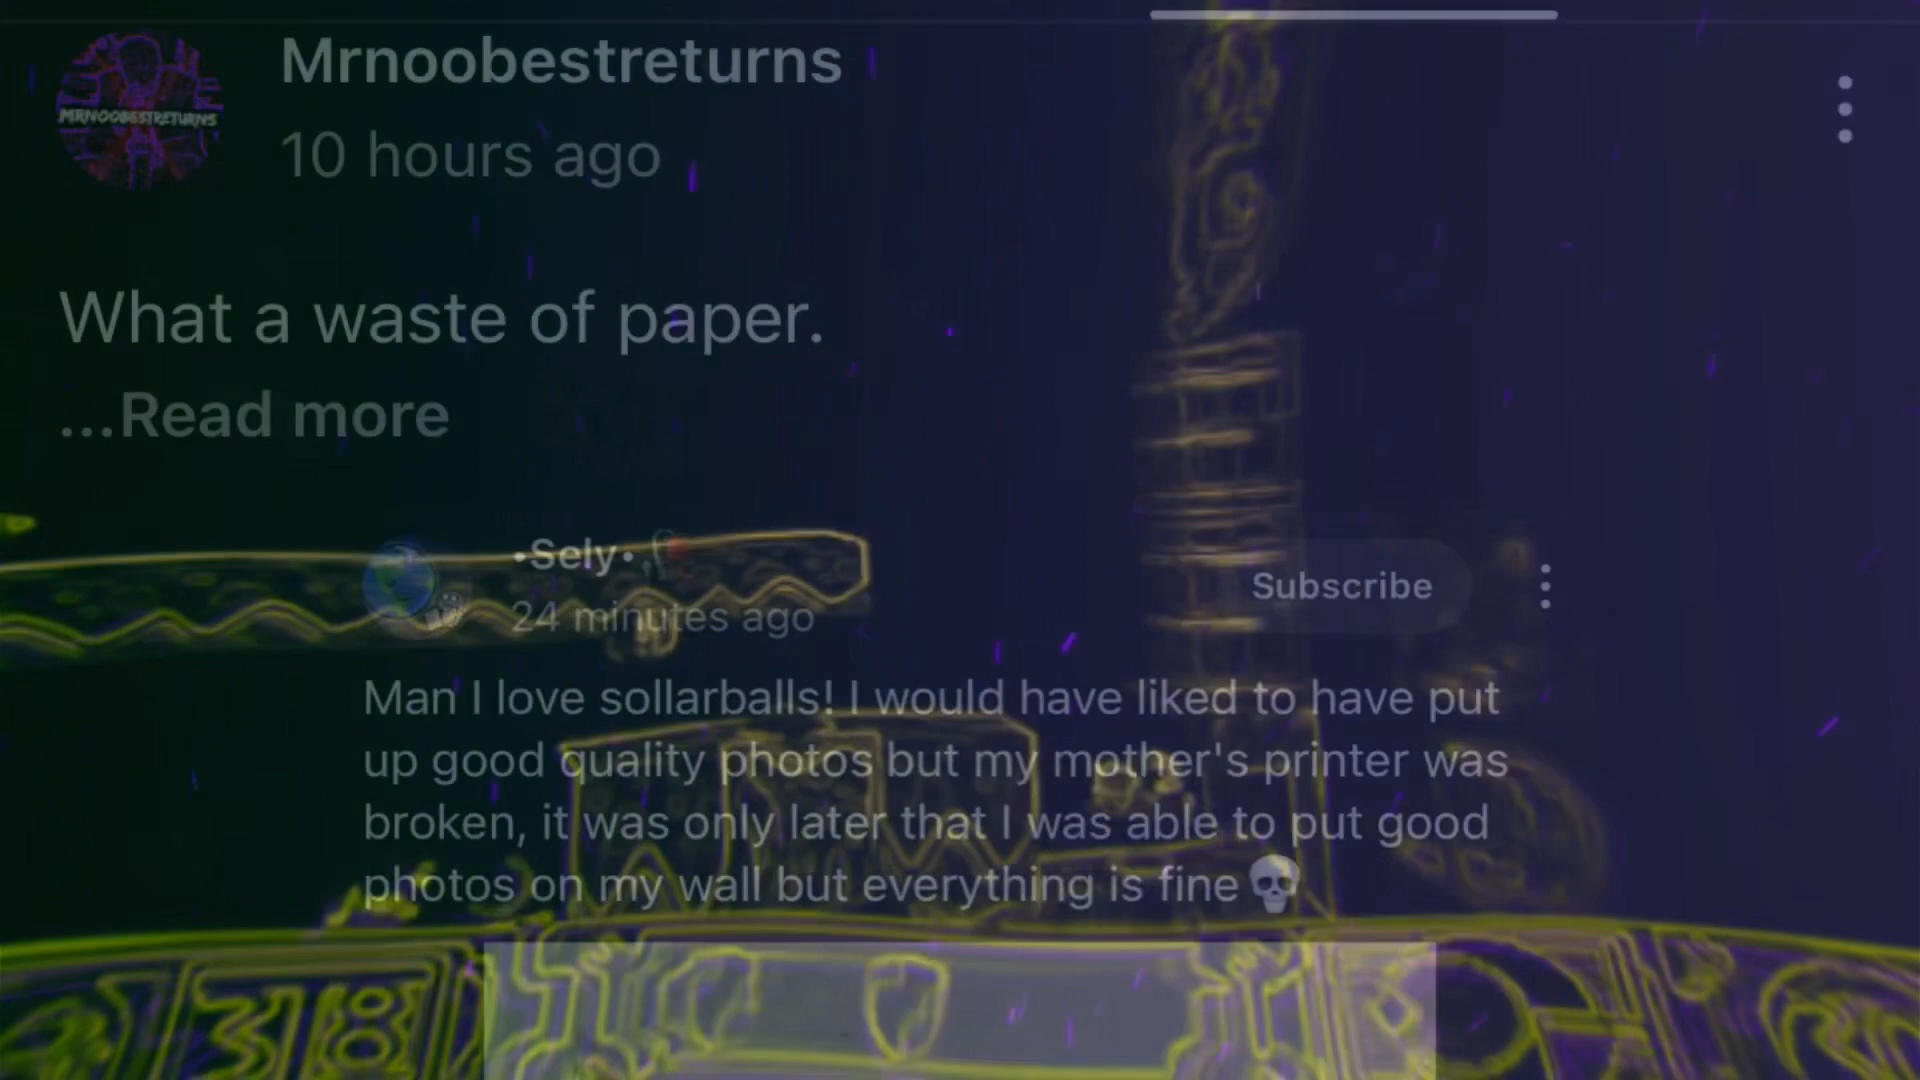 Mrnoobestreturns
MRNOOBESTRETURNS
10 hours ago
What a waste of paper.
...Read more
•Sely•
24 minutes ago
Subscribe
Man I love sollarballs! I would have liked to have put
up good quality photos but my mother's printer was
broken, it was only later that I was able to put good
photos on my wall but everything is fine💀